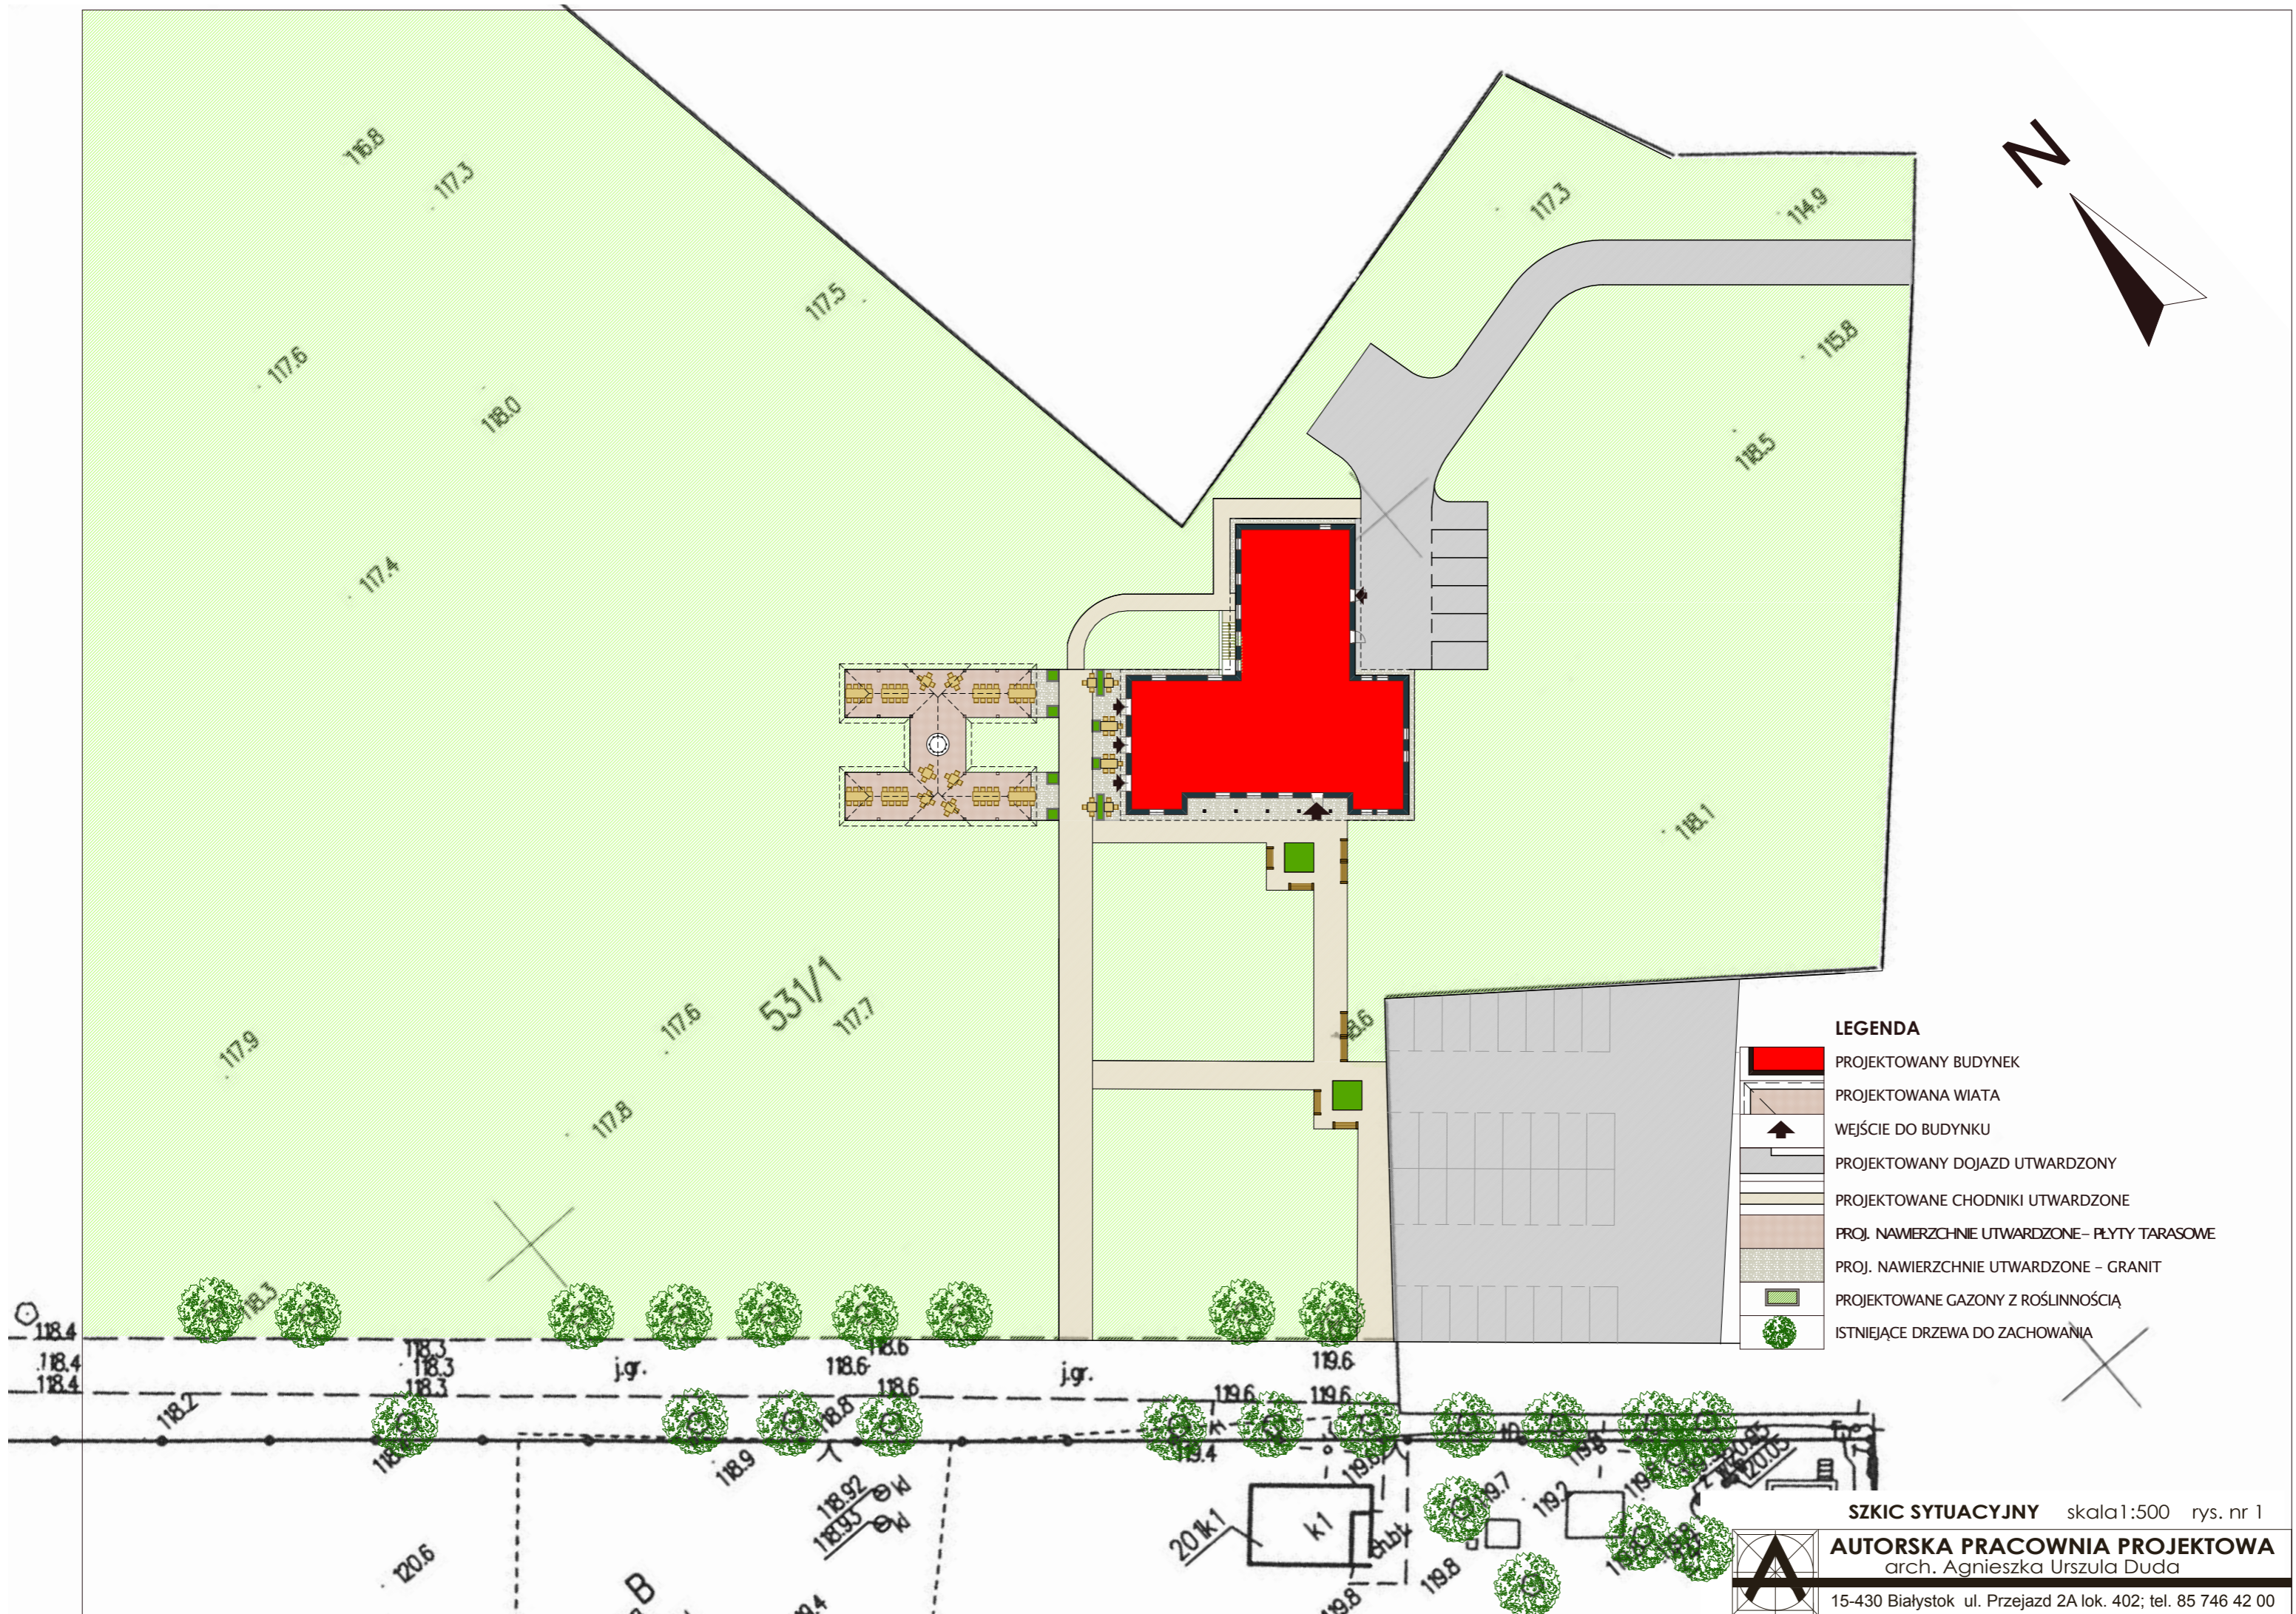 N
116.8
117.3
117.3
114.9
117.5
115.8
117.6
118.0
118.5
117.4
118.1
531/1
117.6
117.7
117.9
117.8
118.3
LEGENDA
PROJEKTOWANY BUDYNEK
PROJEKTOWANA WIATA
WEJŚCIE DO BUDYNKU
PROJEKTOWANY DOJAZD UTWARDZONY
PROJEKTOWANE CHODNIKI UTWARDZONE
PROJ. NAWIERZCHNIE UTWARDZONE– PŁYTY TARASOWE
PROJ. NAWIERZCHNIE UTWARDZONE – GRANIT
PROJEKTOWANE GAZONY Z ROŚLINNOŚCIĄ
ISTNIEJĄCE DRZEWA DO ZACHOWANIA
118.4
118.4
118.4
118.3
118.3
118.3
j.gr.
118.6
118.6
118.6
j.gr.
119.6
119.6
119.6
118.2
118.8
118.9
119.4
118.92 kl
118.93 kl
120.6
B
201k1
k1
ch.bt.
119.7
119.2
119.8
119.8
120.05
SZKIC SYTUACYJNY skala1:500 rys. nr 1
AUTORSKA PRACOWNIA PROJEKTOWA
arch. Agnieszka Urszula Duda
15-430 Białystok ul. Przejazd 2A lok. 402; tel. 85 746 42 00